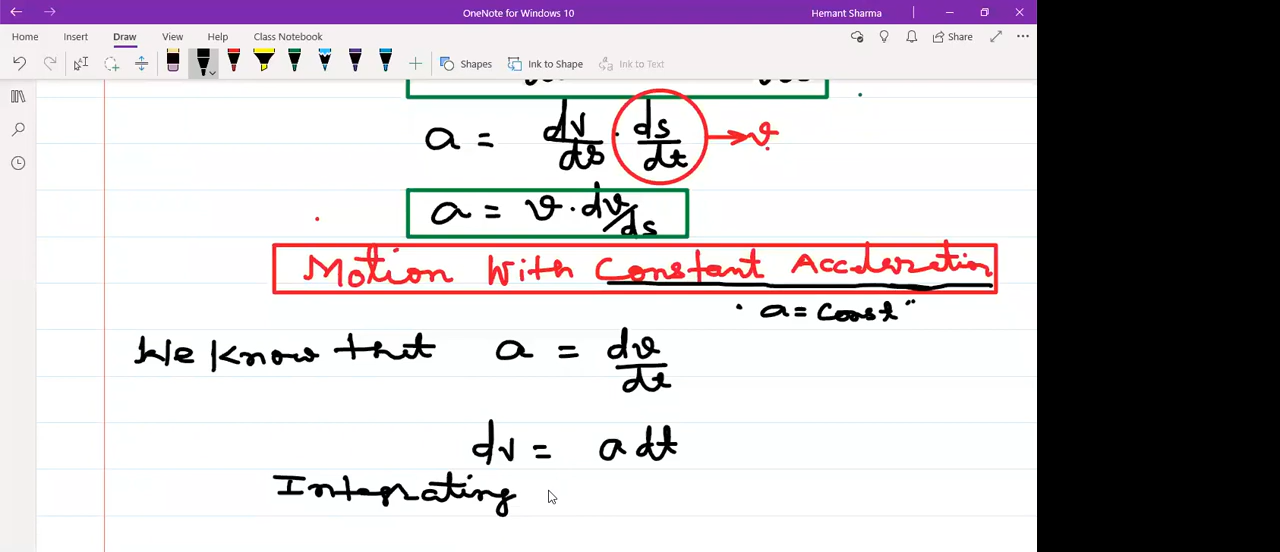 OneNote for Windows 10
Hemant Sharma
Home Insert Draw View Help Class Notebook
Share
Shapes Ink to Shape Ink to Text
a = dv/ds · ds/dt → v
a = v · dv/ds
Motion With Constant Acceleration
a = const^n
We know that a = dv/dt
dv = a dt
Integrating